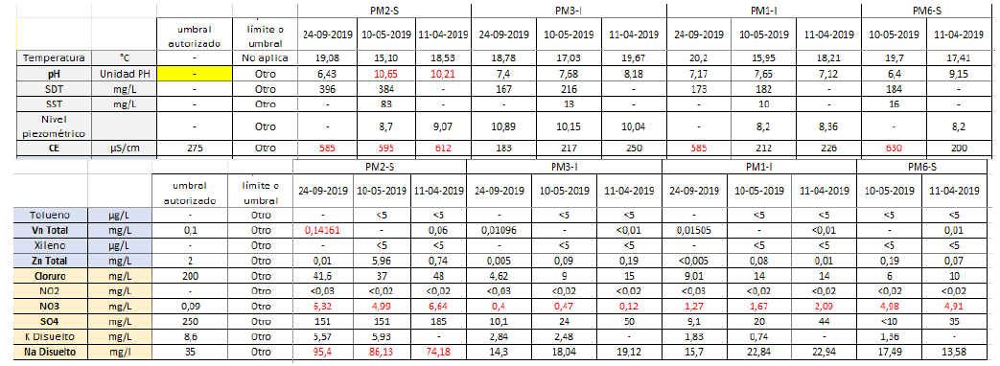 PM2-S PM3-I PM1-I PM6-S
umbral autorizado límite o umbral 24-09-2019 10-05-2019 11-04-2019 24-09-2019 10-05-2019 11-04-2019 24-09-2019 10-05-2019 11-04-2019 10-05-2019 11-04-2019
Temperatura °C - No aplica 19,08 15,10 18,53 18,78 17,03 19,67 20,2 15,95 18,21 19,7 17,41
pH Unidad PH - Otro 6,43 10,65 10,21 7,4 7,68 8,18 7,17 7,65 7,12 6,4 9,15
SDT mg/L - Otro 396 384 - 167 216 - 173 182 - 184 -
SST mg/L - Otro - 83 - - 13 - - 10 - 16 -
Nivel piezométrico - Otro - 8,7 9,07 10,89 10,15 10,04 - 8,2 8,36 - 8,2
CE µS/cm 275 Otro 585 595 612 183 217 250 585 212 226 630 200
PM2-S PM3-I PM1-I PM6-S
umbral autorizado límite o umbral 24-09-2019 10-05-2019 11-04-2019 24-09-2019 10-05-2019 11-04-2019 24-09-2019 10-05-2019 11-04-2019 10-05-2019 11-04-2019
Tolueno µg/L - Otro - <5 <5 - <5 <5 - <5 <5 <5 <5
Vn Total mg/L 0,1 Otro 0,14161 - 0,06 0,01096 - <0,01 0,01505 - <0,01 - 0,01
Xileno µg/L - Otro - <5 <5 - <5 <5 - <5 <5 <5 <5
Zn Total mg/L 2 Otro 0,01 5,96 0,74 0,005 0,09 0,19 <0,005 0,08 0,01 0,19 0,07
Cloruro mg/L 200 Otro 41,6 37 48 4,62 9 15 9,01 14 14 6 10
NO2 mg/L - Otro <0,03 <0,02 <0,02 <0,03 <0,02 <0,02 <0,03 <0,02 <0,02 <0,02 <0,02
NO3 mg/L 0,09 Otro 6,32 4,99 6,64 0,4 0,47 0,12 1,27 1,67 2,09 4,98 4,91
SO4 mg/L 250 Otro 151 151 185 10,1 24 50 9,1 20 44 <10 35
K Disuelto mg/L 8,6 Otro 5,57 5,93 - 2,84 2,48 - 1,83 0,74 - 1,36 -
Na Disuelto mg/l 35 Otro 95,4 86,13 74,18 14,3 18,04 19,12 15,7 22,84 22,94 17,49 13,58